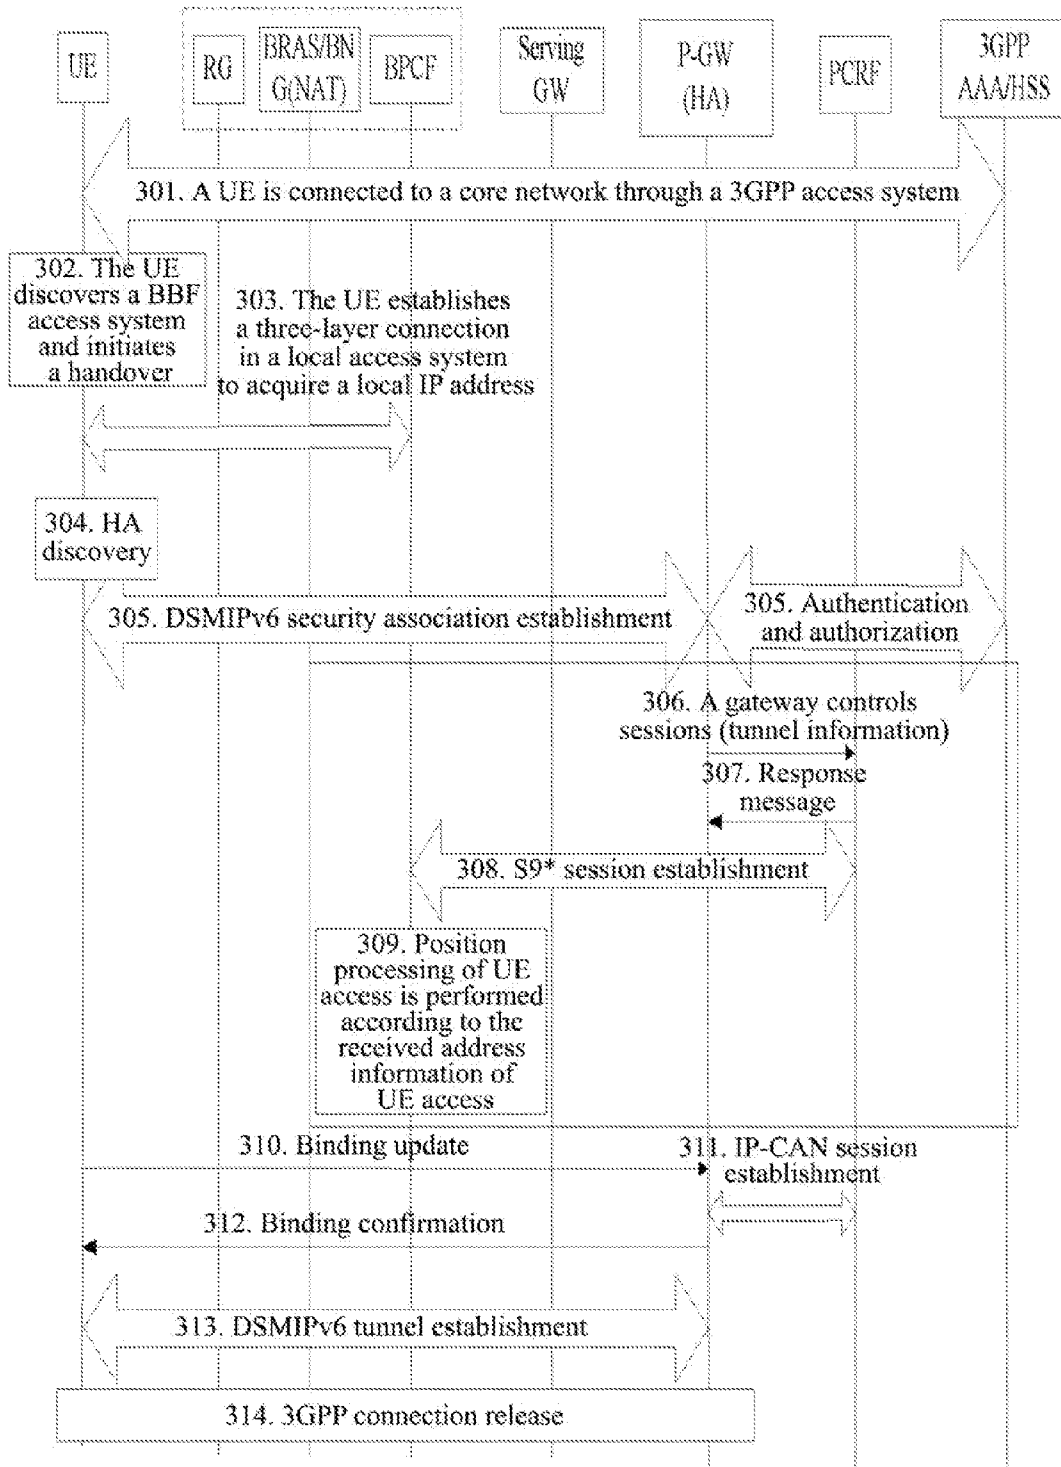 UE
RG
BRAS/BN
G(NAT)
BPCF
Serving
GW
P-GW
(HA)
PCRF
3GPP
AAA/HSS
301. A UE is connected to a core network through a 3GPP access system
302. The UE
discovers a BBF
access system
and initiates
a handover
303. The UE establishes
a three-layer connection
in a local access system
to acquire a local IP address
304. HA
discovery
305. DSMIPv6 security association establishment
305. Authentication
and authorization
306. A gateway controls
sessions (tunnel information)
307. Response
message
308. S9* session establishment
309. Position
processing of UE
access is performed
according to the
received address
information of
UE access
310. Binding update
311. IP-CAN session
establishment
312. Binding confirmation
313. DSMIPv6 tunnel establishment
314. 3GPP connection release